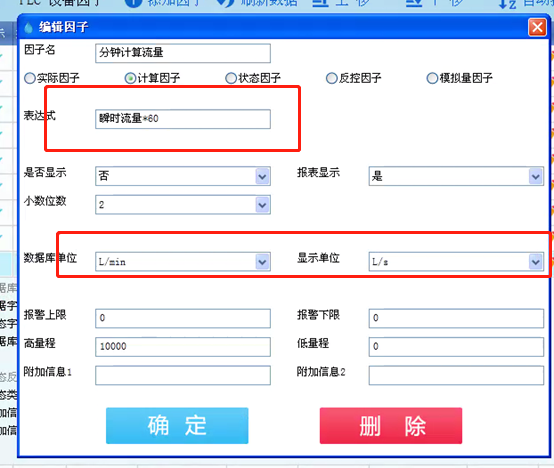 PLC 设备因子 添加因子 刷新数据 上 移 下 移
编辑因子
因子名 分钟计算流量
实际因子 计算因子 状态因子 反控因子 模拟量因子
表达式 瞬时流量*60
是否显示 否 报表显示 是
小数位数 2
数据库单位 L/min 显示单位 L/s
报警上限 0 报警下限 0
高量程 10000 低量程 0
附加信息1 附加信息2
确 定 删 除